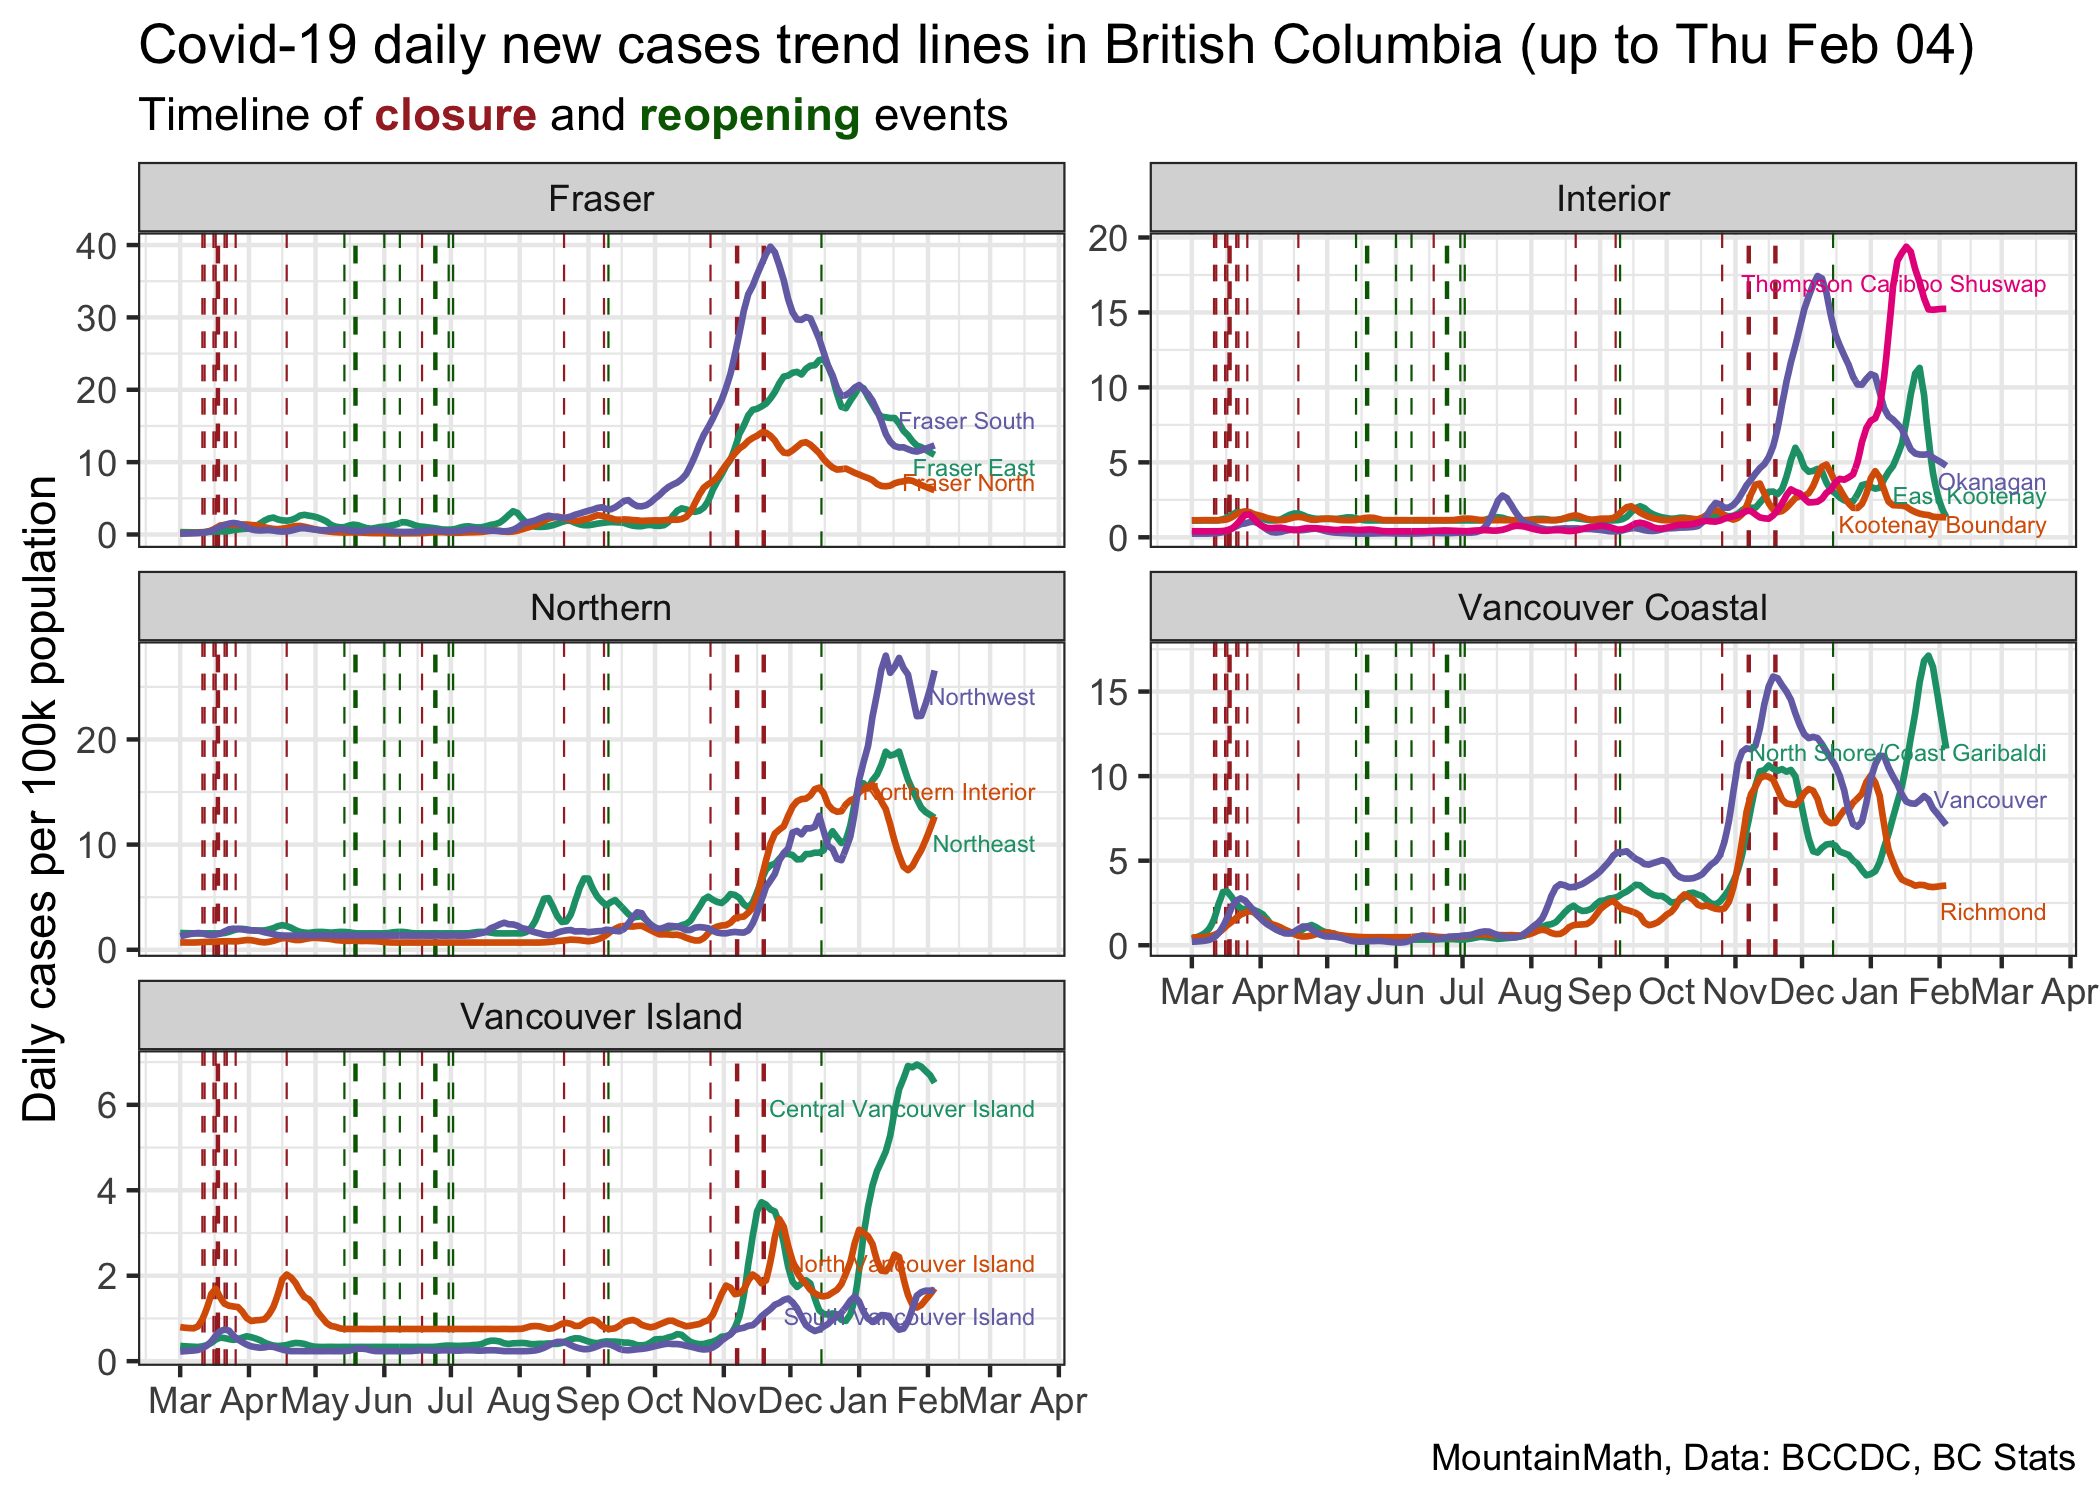 Covid-19 daily new cases trend lines in British Columbia (up to Thu Feb 04)
Timeline of closure and reopening events
Daily cases per 100k population
Fraser
40
30
20
10
0
Fraser South
Fraser East
Fraser North
Interior
20
15
10
5
0
Thompson Cariboo Shuswap
Okanagan
East Kootenay
Kootenay Boundary
Northern
20
10
0
Northwest
Northern Interior
Northeast
Vancouver Coastal
15
10
5
0
North Shore/Coast Garibaldi
Vancouver
Richmond
Mar Apr May Jun Jul Aug Sep Oct Nov Dec Jan Feb Mar Apr
Vancouver Island
6
4
2
0
Central Vancouver Island
North Vancouver Island
South Vancouver Island
Mar Apr May Jun Jul Aug Sep Oct Nov Dec Jan Feb Mar Apr
MountainMath, Data: BCCDC, BC Stats